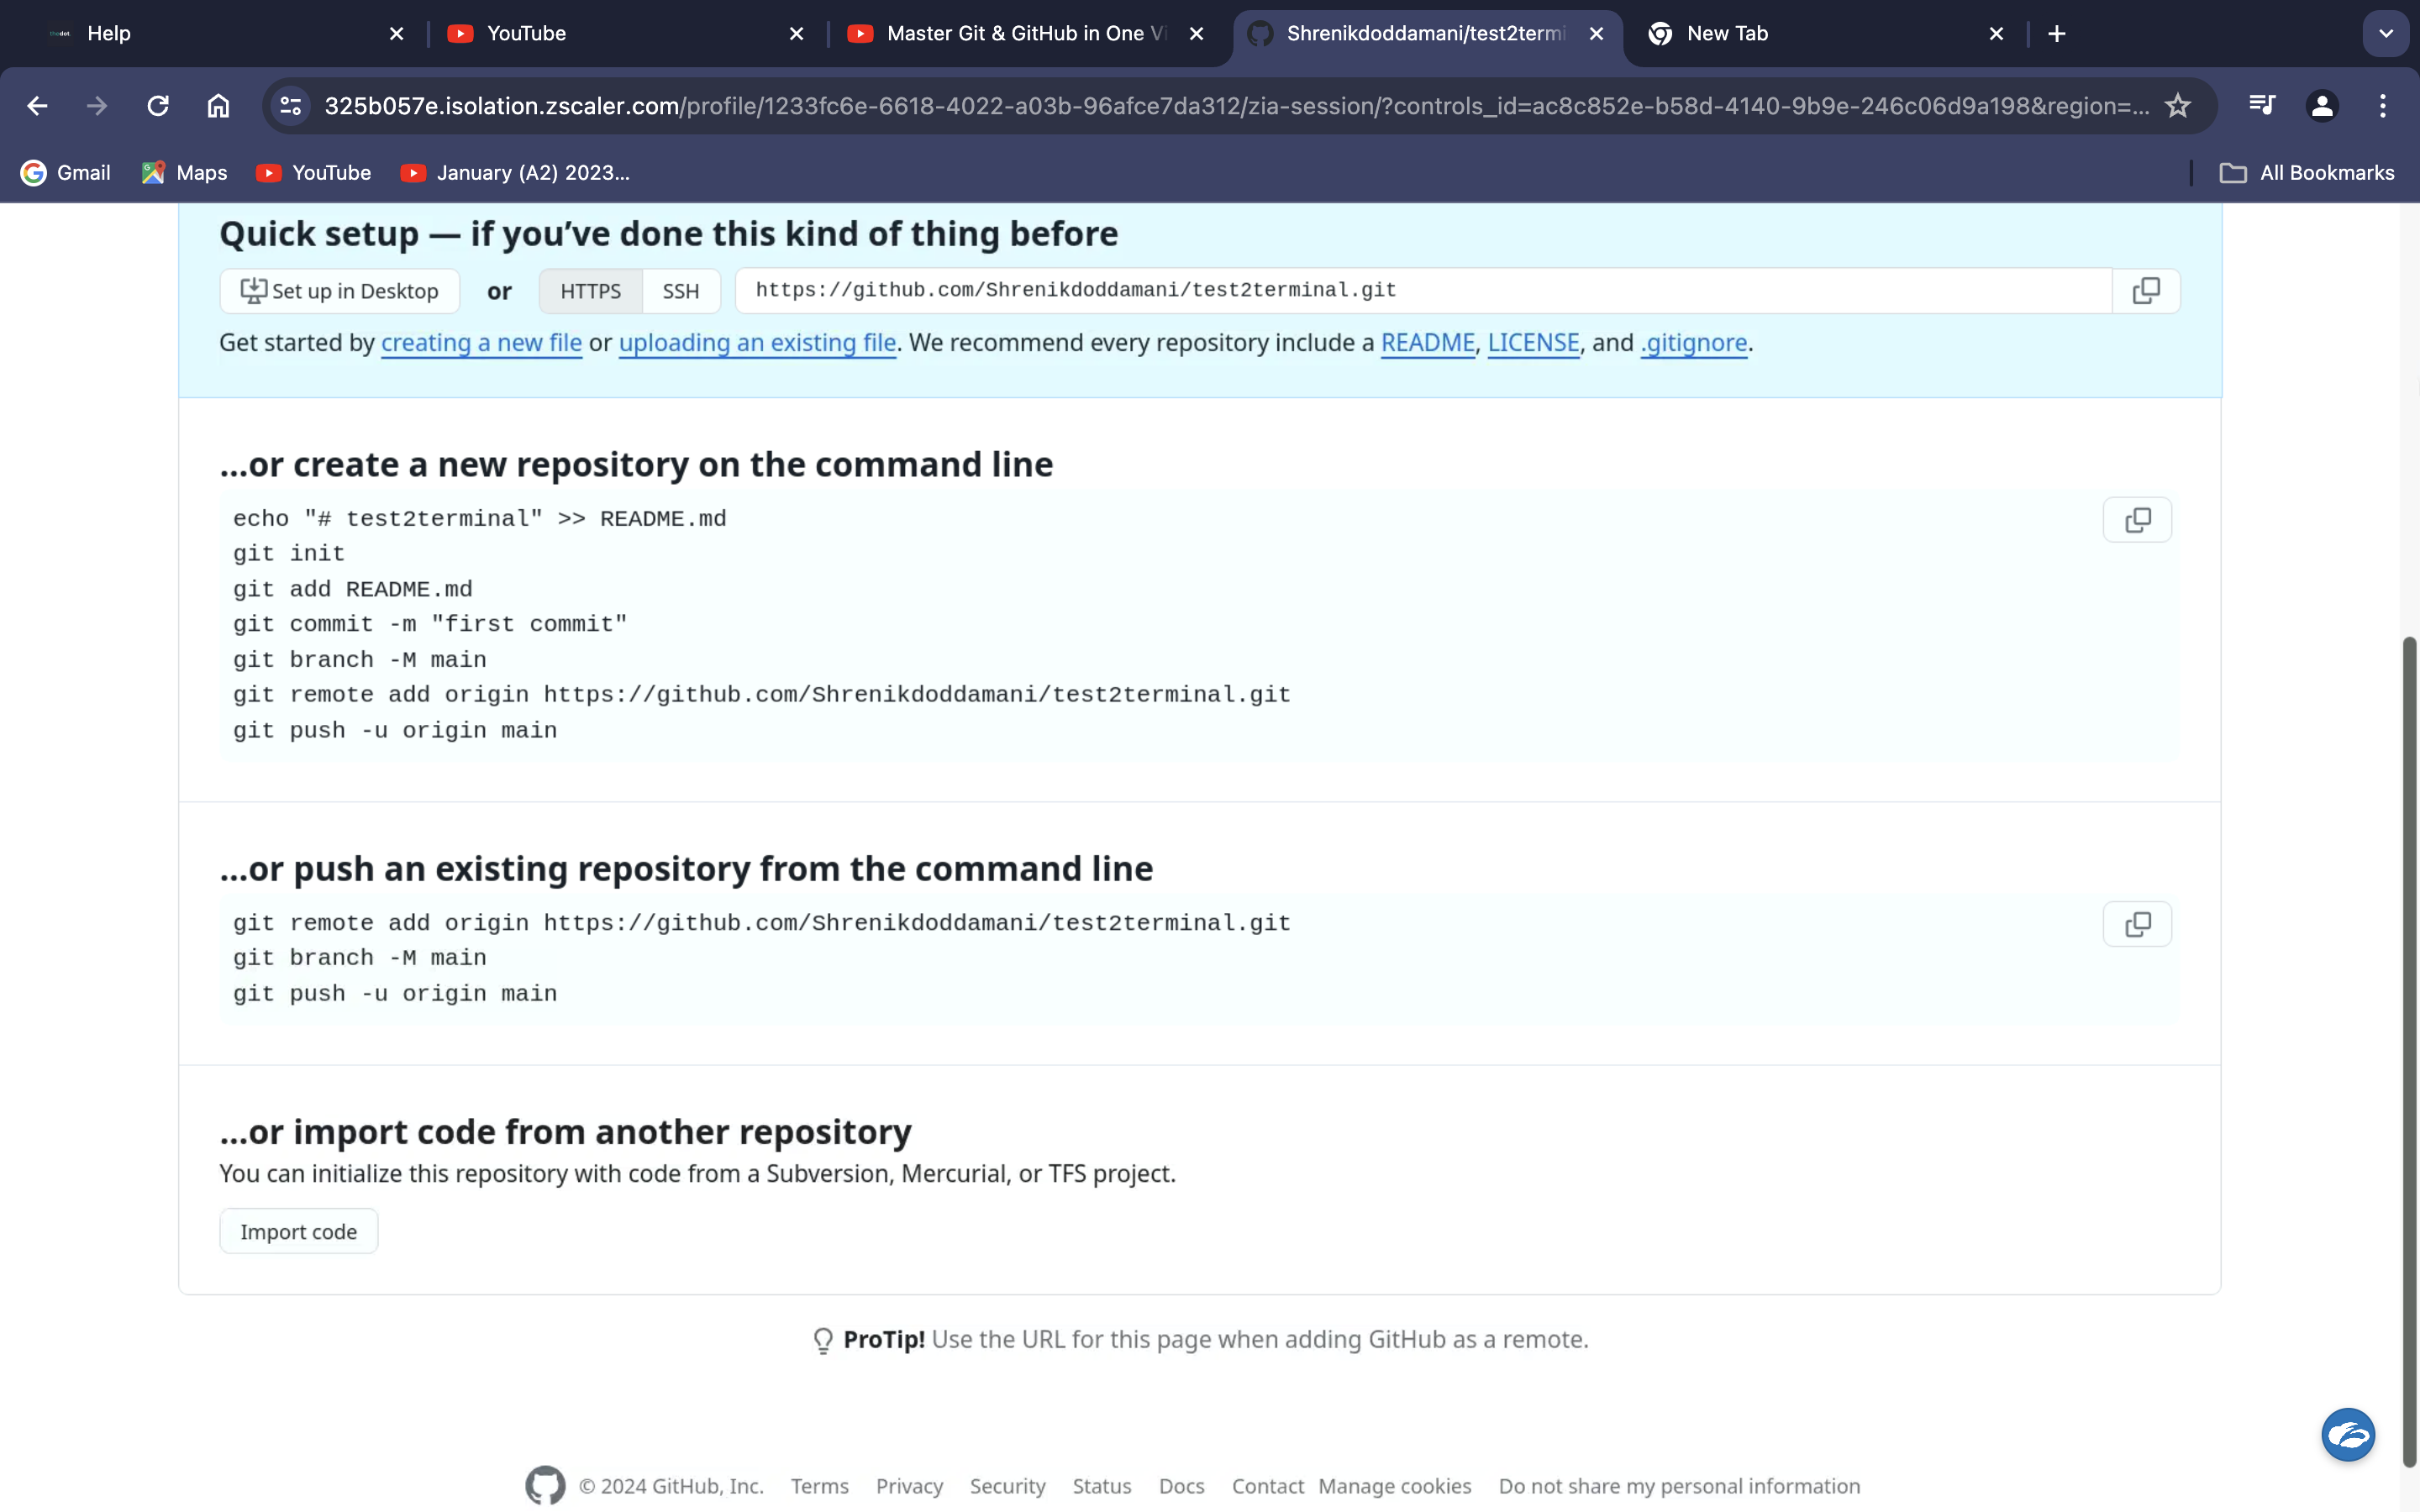 thedot Help
YouTube
Master Git & GitHub in One Vi
Shrenikdoddamani/test2termi
New Tab
325b057e.isolation.zscaler.com/profile/1233fc6e-6618-4022-a03b-96afce7da312/zia-session/?controls_id=ac8c852e-b58d-4140-9b9e-246c06d9a198&region=...
Gmail
Maps
YouTube
January (A2) 2023...
All Bookmarks
Quick setup — if you’ve done this kind of thing before
Set up in Desktop or HTTPS SSH https://github.com/Shrenikdoddamani/test2terminal.git
Get started by creating a new file or uploading an existing file. We recommend every repository include a README, LICENSE, and .gitignore.
…or create a new repository on the command line
echo "# test2terminal" >> README.md
git init
git add README.md
git commit -m "first commit"
git branch -M main
git remote add origin https://github.com/Shrenikdoddamani/test2terminal.git
git push -u origin main
…or push an existing repository from the command line
git remote add origin https://github.com/Shrenikdoddamani/test2terminal.git
git branch -M main
git push -u origin main
…or import code from another repository
You can initialize this repository with code from a Subversion, Mercurial, or TFS project.
Import code
ProTip! Use the URL for this page when adding GitHub as a remote.
© 2024 GitHub, Inc. Terms Privacy Security Status Docs Contact Manage cookies Do not share my personal information